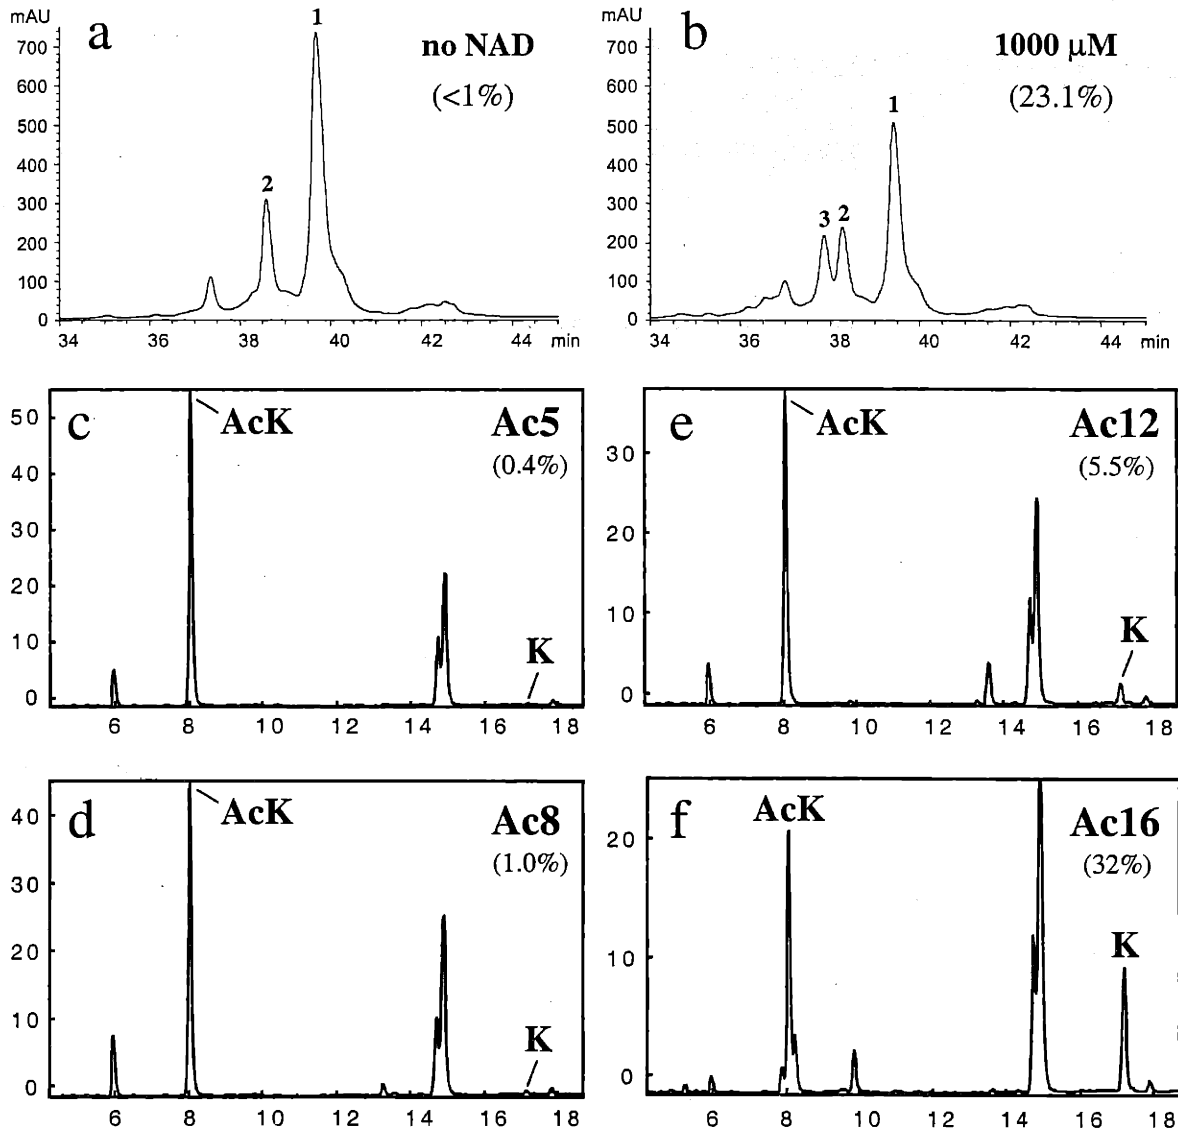 mAU
a
1
no NAD
(<1%)
2
700
600
500
400
300
200
100
0
34 36 38 40 42 44 min
mAU
b
1000 µM
(23.1%)
1
3 2
700
600
500
400
300
200
100
0
34 36 38 40 42 44 min
c
AcK
Ac5
(0.4%)
K
50
40
30
20
10
0
6 8 10 12 14 16 18
e
AcK
Ac12
(5.5%)
K
30
20
10
0
6 8 10 12 14 16 18
d
AcK
Ac8
(1.0%)
K
40
30
20
10
0
6 8 10 12 14 16 18
f
AcK
Ac16
(32%)
K
20
10
0
6 8 10 12 14 16 18